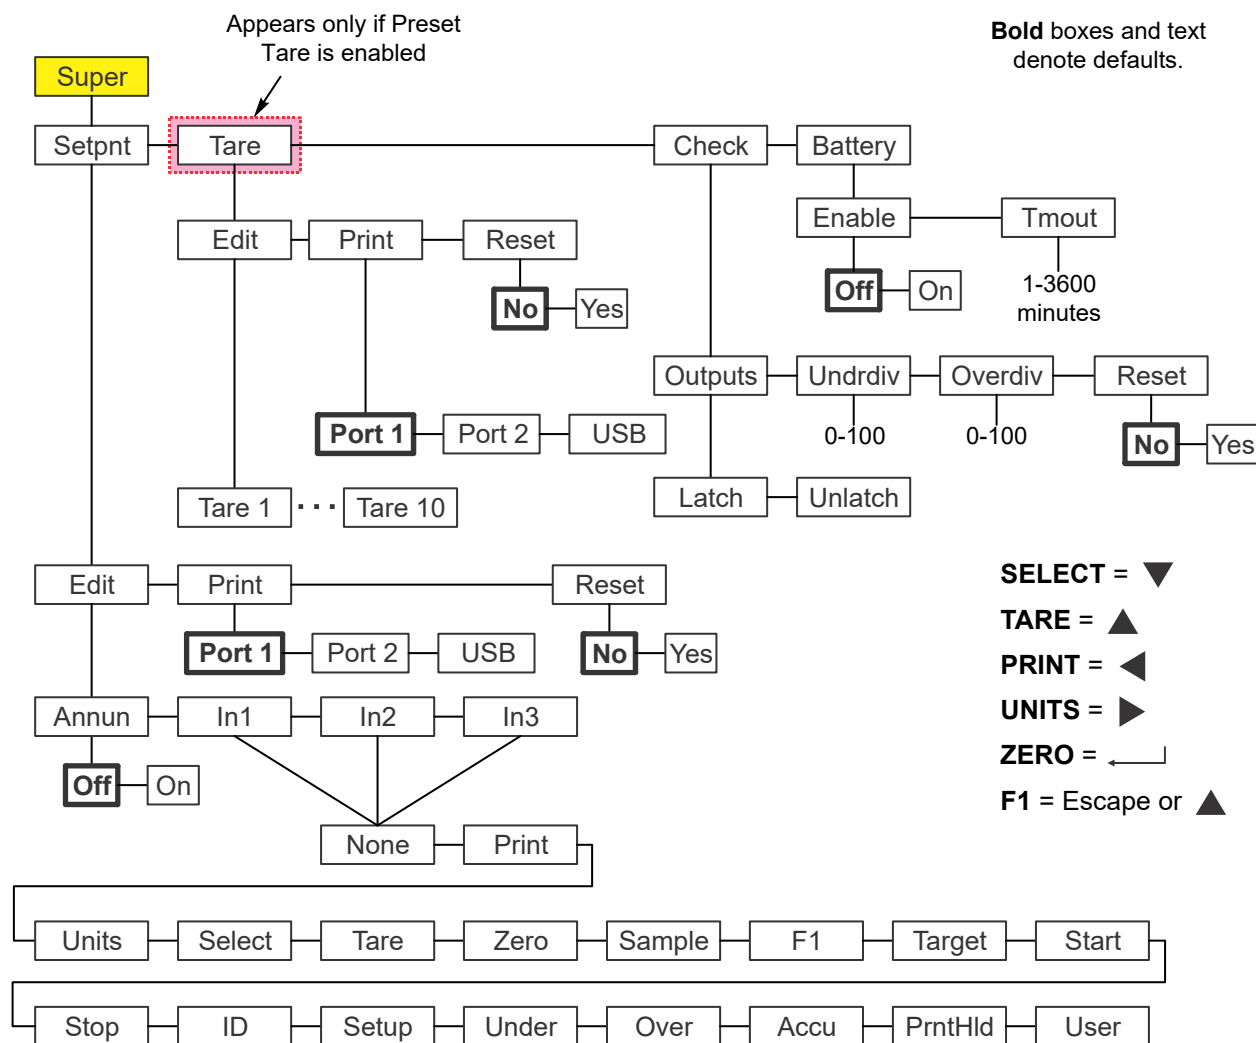 Appears only if Preset
Tare is enabled
Bold boxes and text
denote defaults.
Super
Setpnt
Tare
Check
Battery
Edit
Print
Reset
Enable
Tmout
No
Yes
Off
On
1-3600
minutes
Outputs
Undrdiv
Overdiv
Reset
Port 1
Port 2
USB
0-100
0-100
No
Yes
Tare 1
···
Tare 10
Latch
Unlatch
Edit
Print
Reset
Port 1
Port 2
USB
No
Yes
Annun
In1
In2
In3
Off
On
SELECT = ▼
TARE = ▲
PRINT = ◀
UNITS = ▶
ZERO = ↵
F1 = Escape or ▲
None
Print
Units
Select
Tare
Zero
Sample
F1
Target
Start
Stop
ID
Setup
Under
Over
Accu
PrntHld
User